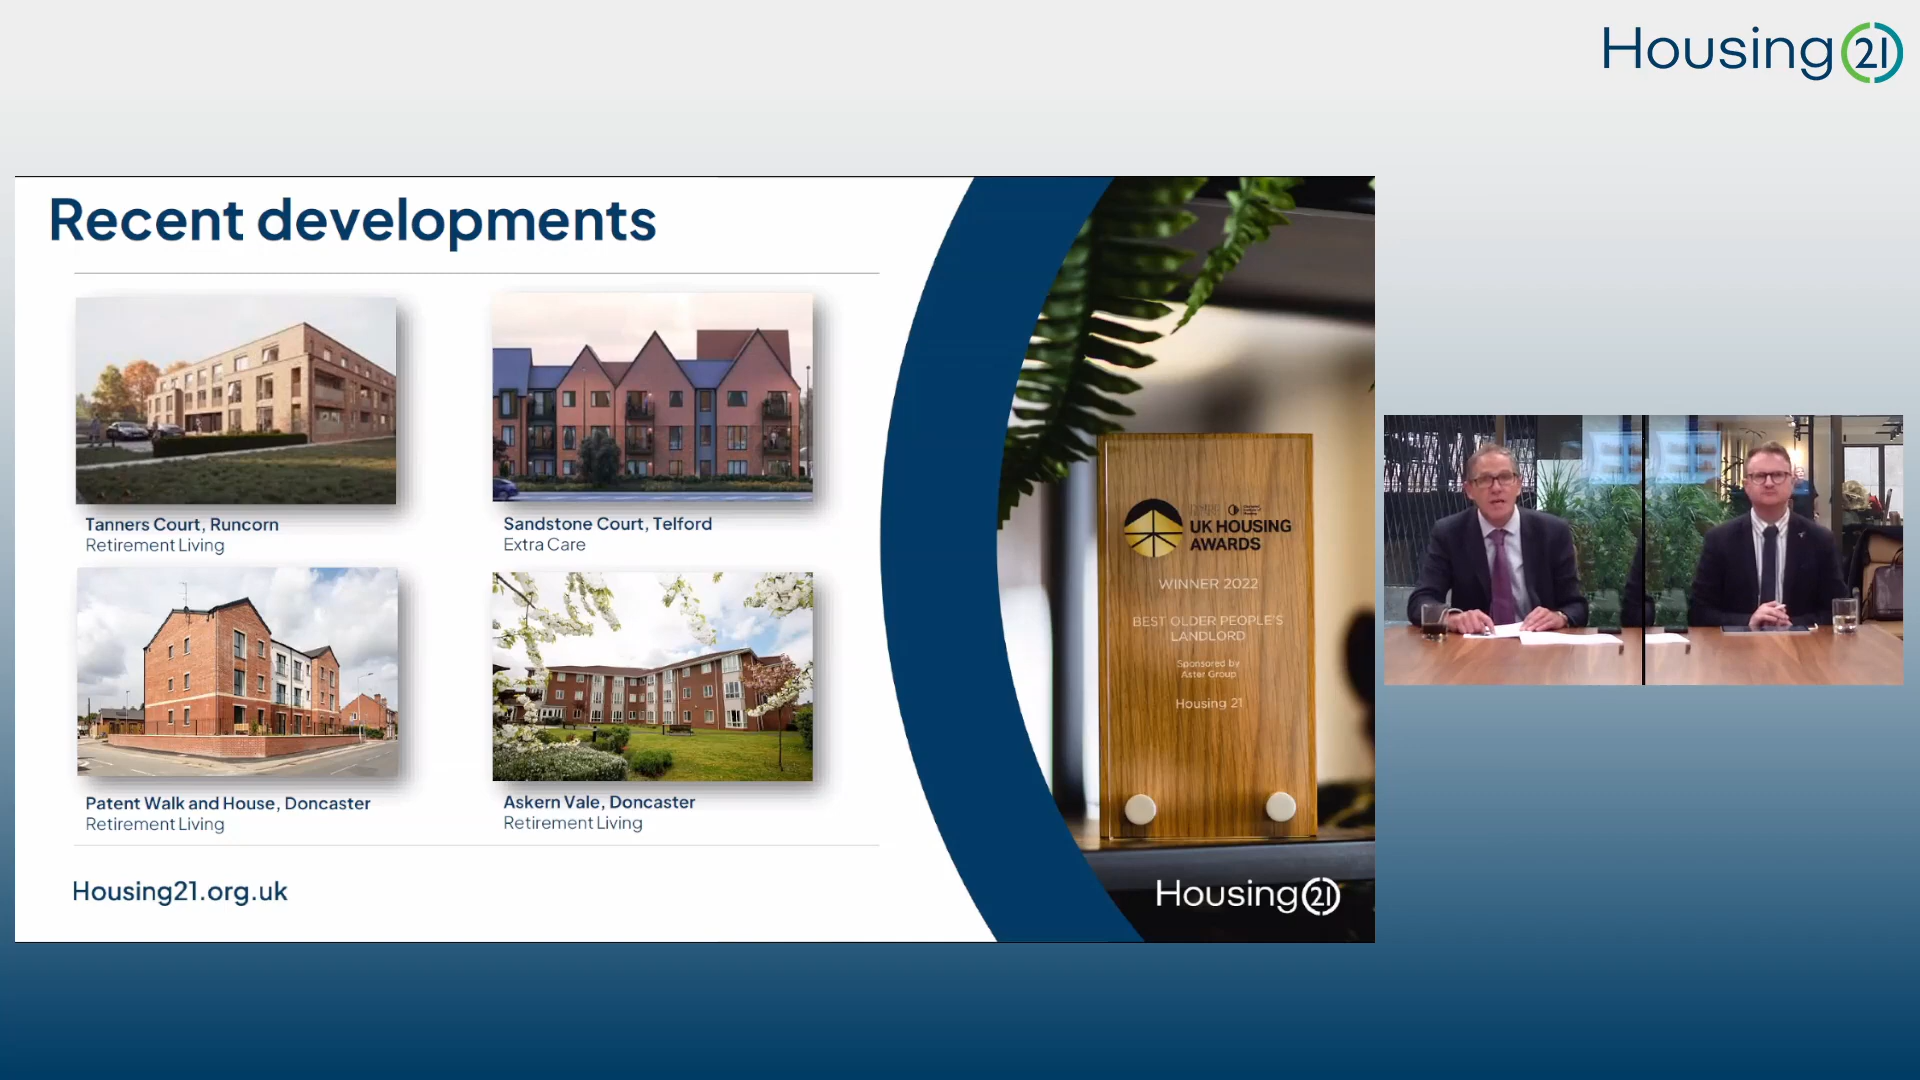 Housing 21
Recent developments
Tanners Court, Runcorn
Retirement Living
Sandstone Court, Telford
Extra Care
Patent Walk and House, Doncaster
Retirement Living
Askern Vale, Doncaster
Retirement Living
Housing21.org.uk
UK HOUSING
AWARDS
WINNER 2022
BEST OLDER PEOPLE'S
LANDLORD
Sponsored by
Aster Group
Housing 21
Housing 21